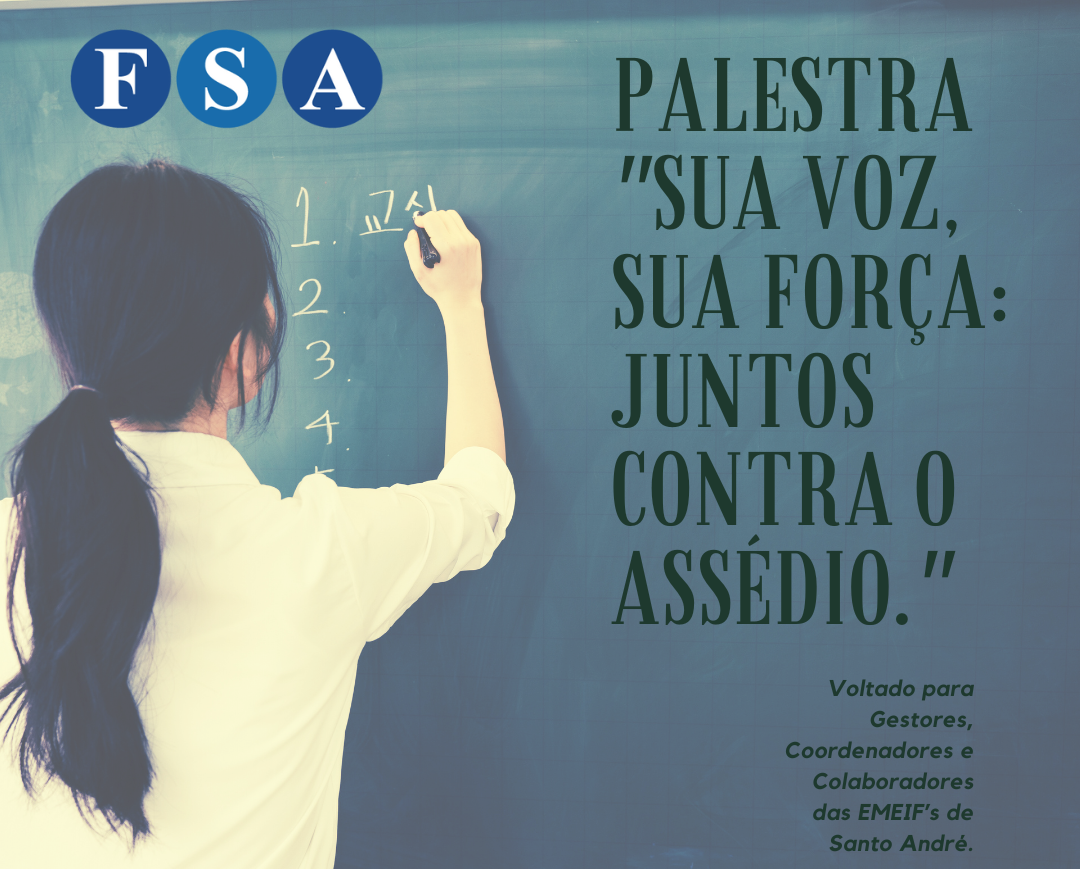 F S A
PALESTRA
"SUA VOZ,
SUA FORÇA:
JUNTOS
CONTRA O
ASSÉDIO."
1. 교실
2.
3.
4.
Voltado para
Gestores,
Coordenadores e
Colaboradores
das EMEIF's de
Santo André.